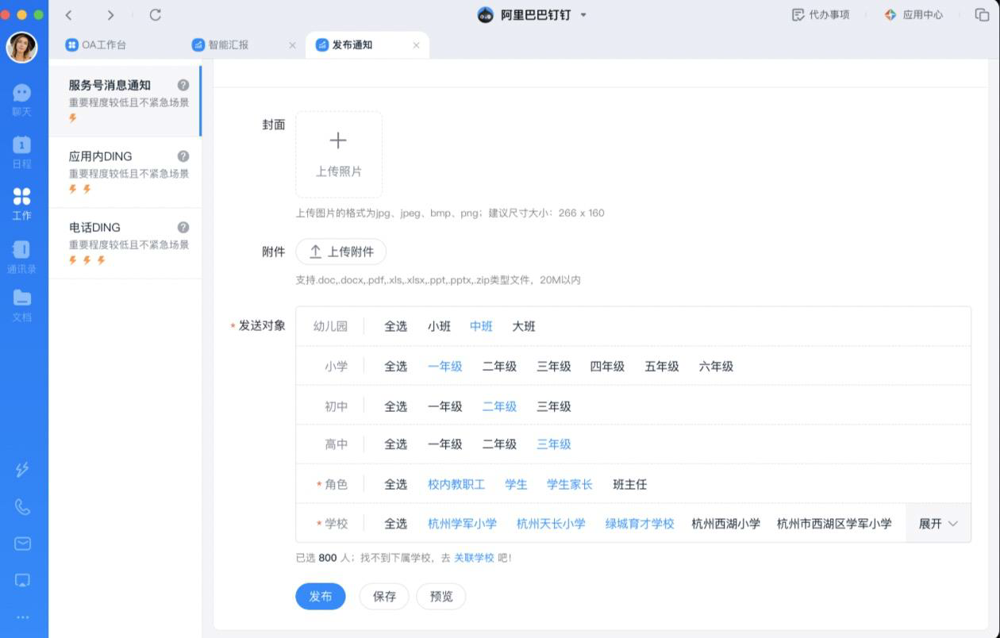 阿里巴巴钉钉
代办事项
应用中心
OA工作台
智能汇报
发布通知
聊天
1
日程
工作
通讯录
文档
服务号消息通知
重要程度较低且不紧急场景
应用内DING
重要程度较低且不紧急场景
电话DING
重要程度较低且不紧急场景
封面
上传照片
上传图片的格式为jpg、jpeg、bmp、png；建议尺寸大小：266 x 160
附件 上传附件
支持.doc,.docx,.pdf,.xls,.xlsx,.ppt,.pptx,.zip类型文件，20M以内
* 发送对象
幼儿园 全选 小班 中班 大班
小学 全选 一年级 二年级 三年级 四年级 五年级 六年级
初中 全选 一年级 二年级 三年级
高中 全选 一年级 二年级 三年级
* 角色 全选 校内教职工 学生 学生家长 班主任
* 学校 全选 杭州学军小学 杭州天长小学 绿城育才学校 杭州西湖小学 杭州市西湖区学军小学 展开
已选 800 人；找不到下属学校，去 关联学校 吧！
发布 保存 预览